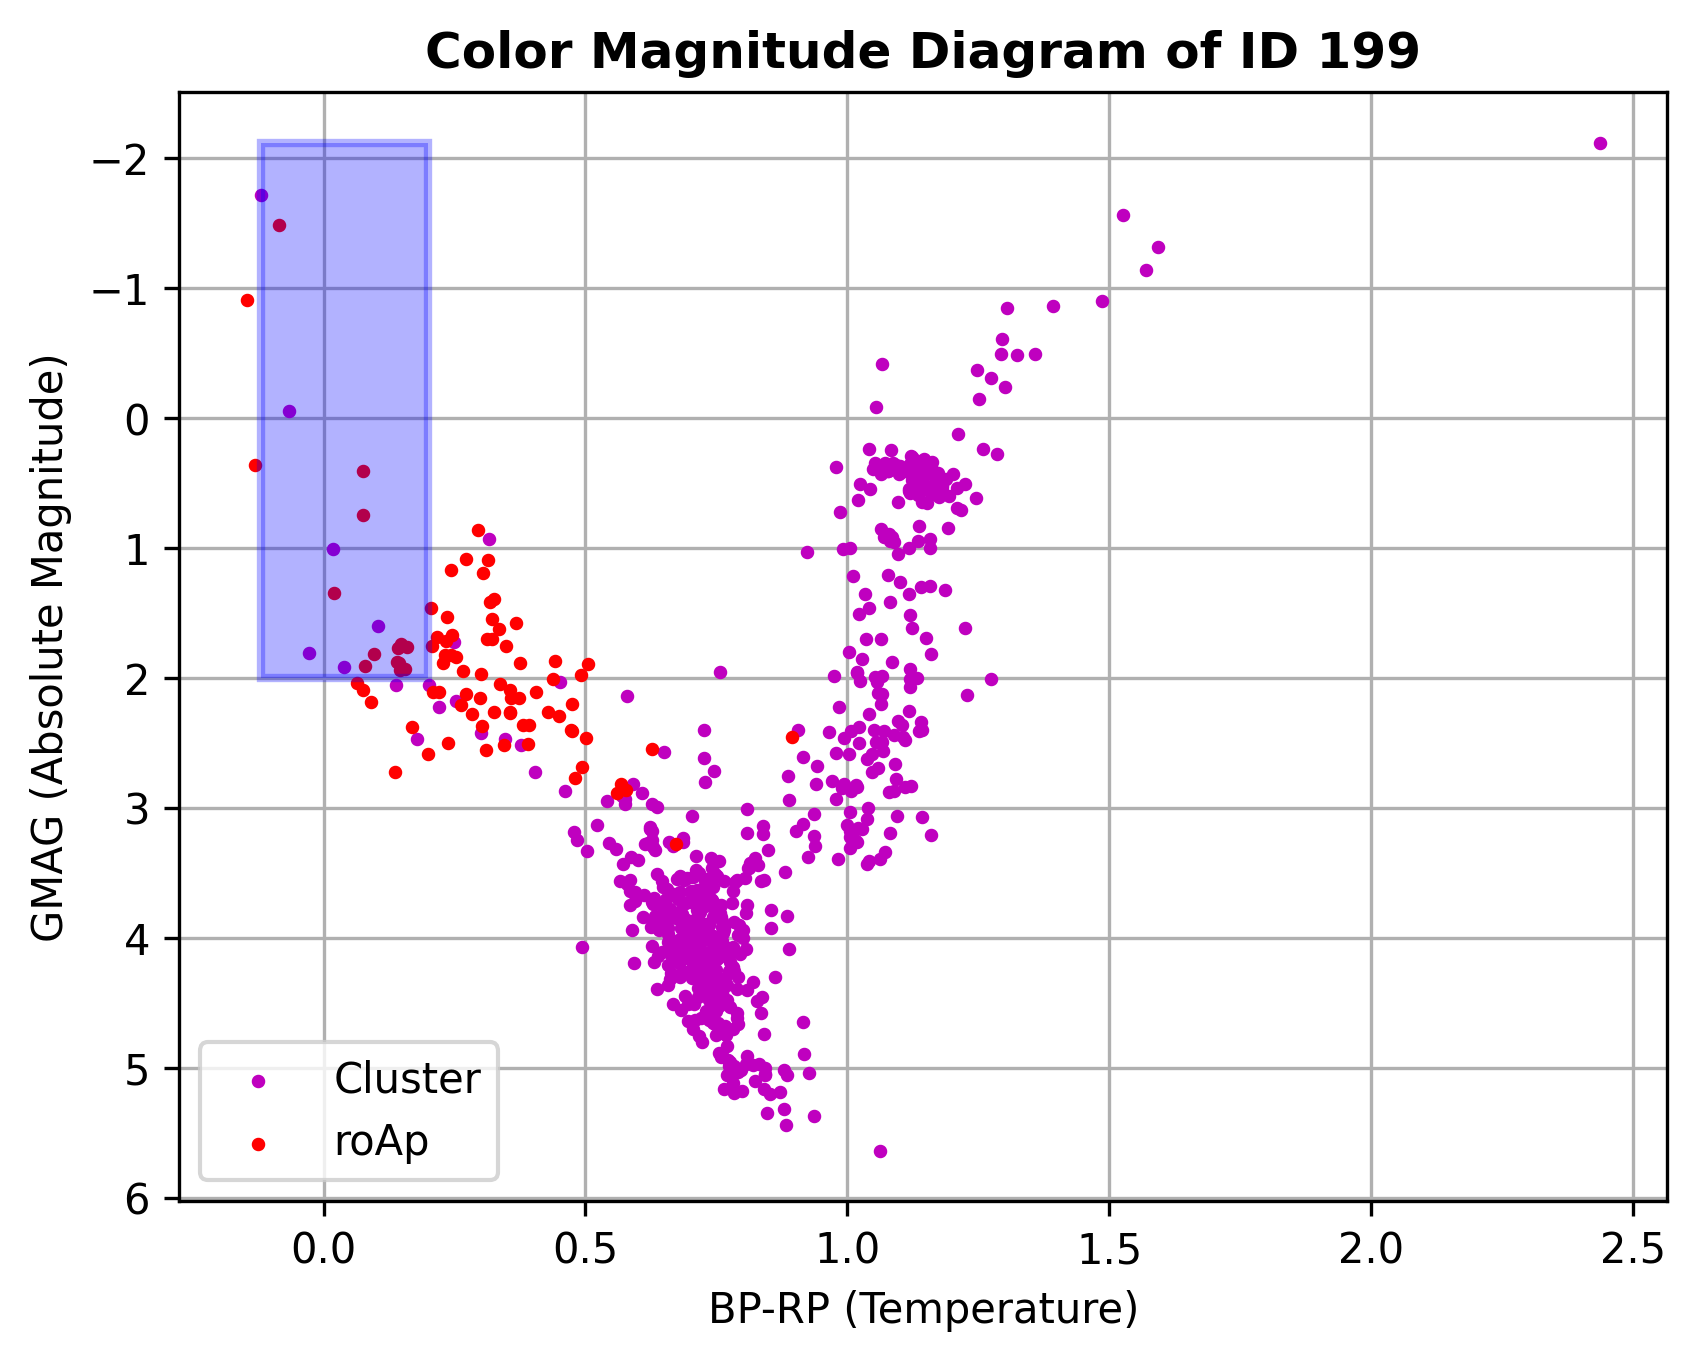 Color Magnitude Diagram of ID 199
GMAG (Absolute Magnitude)
−2
−1
0
1
2
3
4
5
6
Cluster
roAp
0.0 0.5 1.0 1.5 2.0 2.5
BP-RP (Temperature)